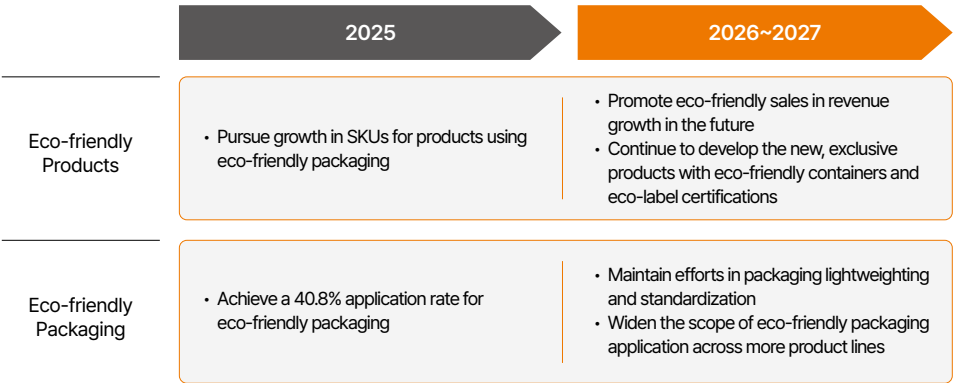 2025
2026~2027
Eco-friendly
Products
• Pursue growth in SKUs for products using
eco-friendly packaging
• Promote eco-friendly sales in revenue
growth in the future
• Continue to develop the new, exclusive
products with eco-friendly containers and
eco-label certifications
Eco-friendly
Packaging
• Achieve a 40.8% application rate for
eco-friendly packaging
• Maintain efforts in packaging lightweighting
and standardization
• Widen the scope of eco-friendly packaging
application across more product lines